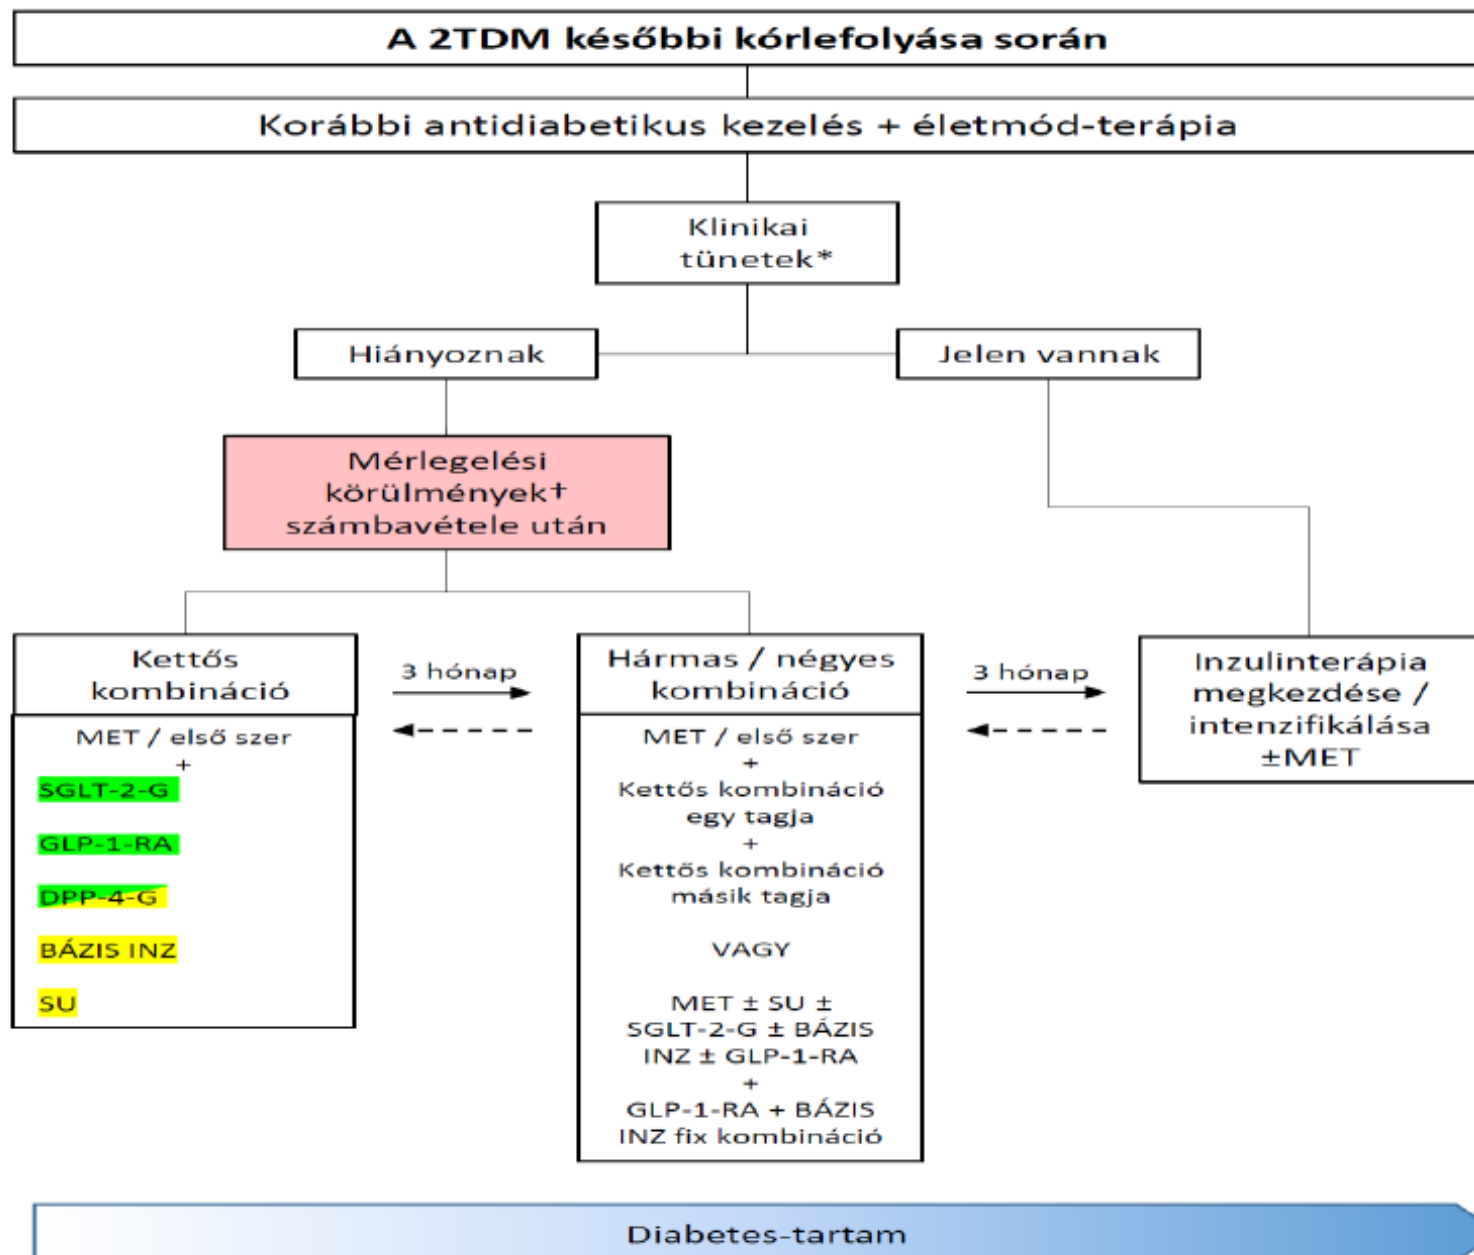 A 2TDM későbbi kórlefolyása során
Korábbi antidiabetikus kezelés + életmód-terápia
Klinikai
tünetek*
Hiányoznak
Jelen vannak
Mérlegelési
körülmények†
számbavétele után
Kettős
kombináció
MET / első szer
+
SGLT-2-G
GLP-1-RA
DPP-4-G
BÁZIS INZ
SU
3 hónap
Hármas / négyes
kombináció
MET / első szer
+
Kettős kombináció
egy tagja
+
Kettős kombináció
másik tagja
VAGY
MET ± SU ±
SGLT-2-G ± BÁZIS
INZ ± GLP-1-RA
+
GLP-1-RA + BÁZIS
INZ fix kombináció
3 hónap
Inzulinterápia
megkezdése /
intenzifikálása
±MET
Diabetes-tartam